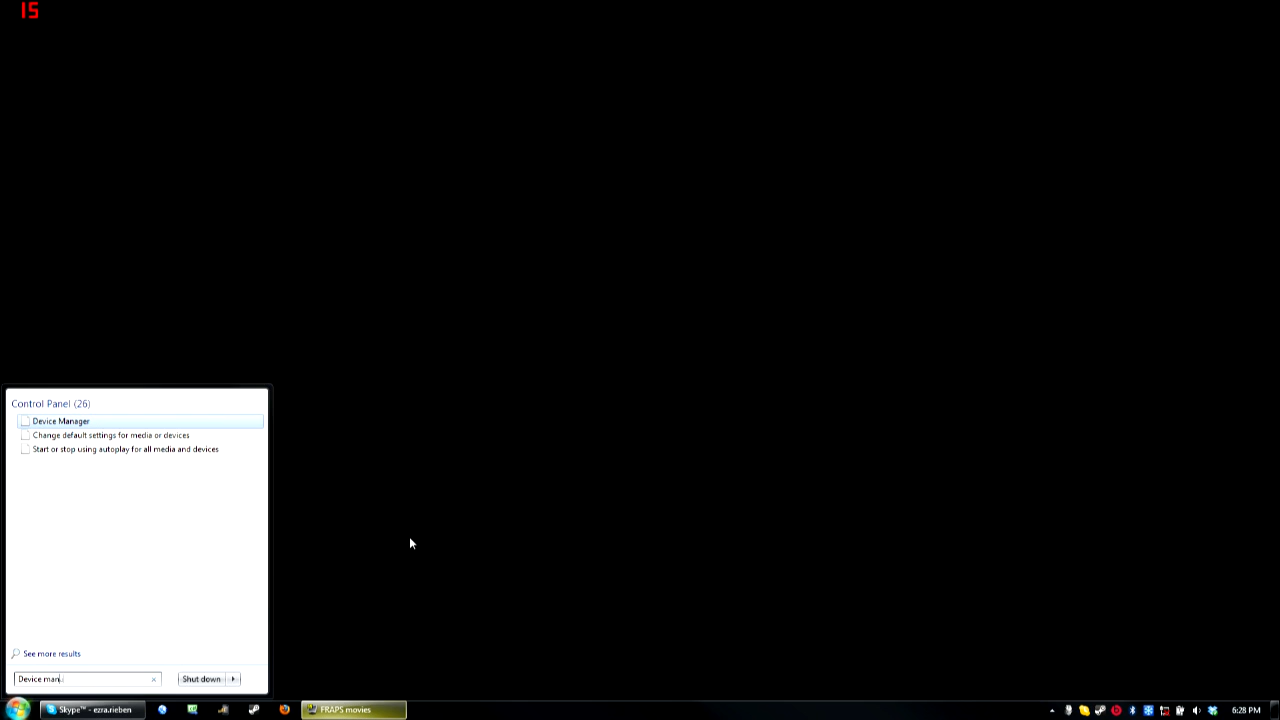 15
Control Panel (26)
Device Manager
Change default settings for media or devices
Start or stop using autoplay for all media and devices
See more results
Device man
Shut down
Skype™ - ezra.rieben
FRAPS movies
6:28 PM